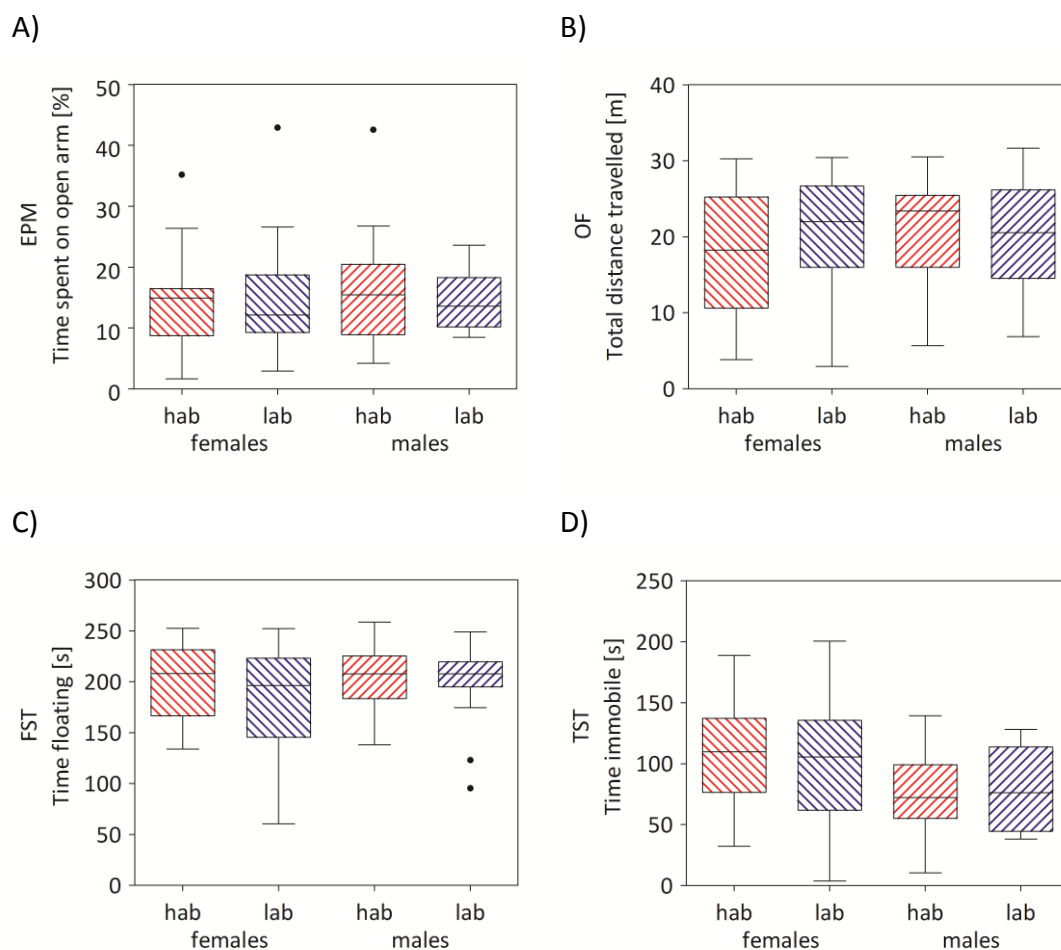 A)
EPM
Time spent on open arm [%]
50
40
30
20
10
0
hab lab hab lab
females males
B)
OF
Total distance travelled [m]
40
30
20
10
0
hab lab hab lab
females males
C)
FST
Time floating [s]
300
250
200
150
100
50
0
hab lab hab lab
females males
D)
TST
Time immobile [s]
250
200
150
100
50
0
hab lab hab lab
females males